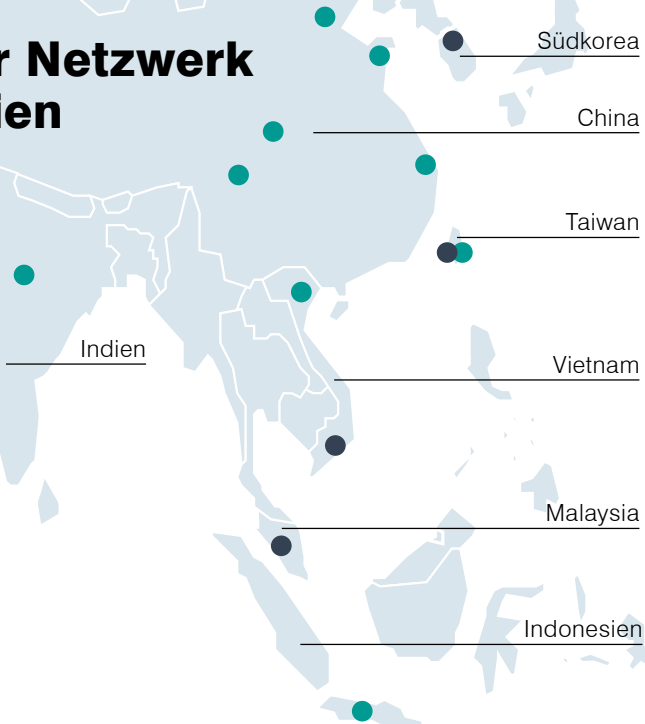 r Netzwerk
ien
Südkorea
China
Taiwan
Indien
Vietnam
Malaysia
Indonesien